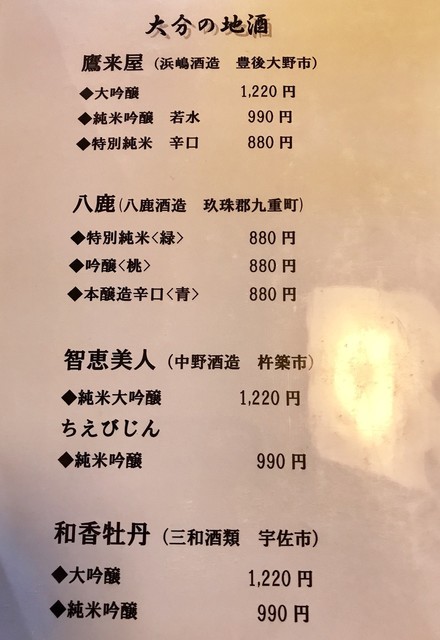 大分の地酒
鷹来屋（浜嶋酒造　豊後大野市）
◆大吟醸　1,220 円
◆純米吟醸　若水　990 円
◆特別純米　辛口　880 円
八鹿（八鹿酒造　玖珠郡九重町）
◆特別純米〈緑〉　880 円
◆吟醸〈桃〉　880 円
◆本醸造辛口〈青〉　880 円
智恵美人（中野酒造　杵築市）
◆純米大吟醸　1,220 円
ちえびじん
◆純米吟醸　990 円
和香牡丹（三和酒類　宇佐市）
◆大吟醸　1,220 円
◆純米吟醸　990 円